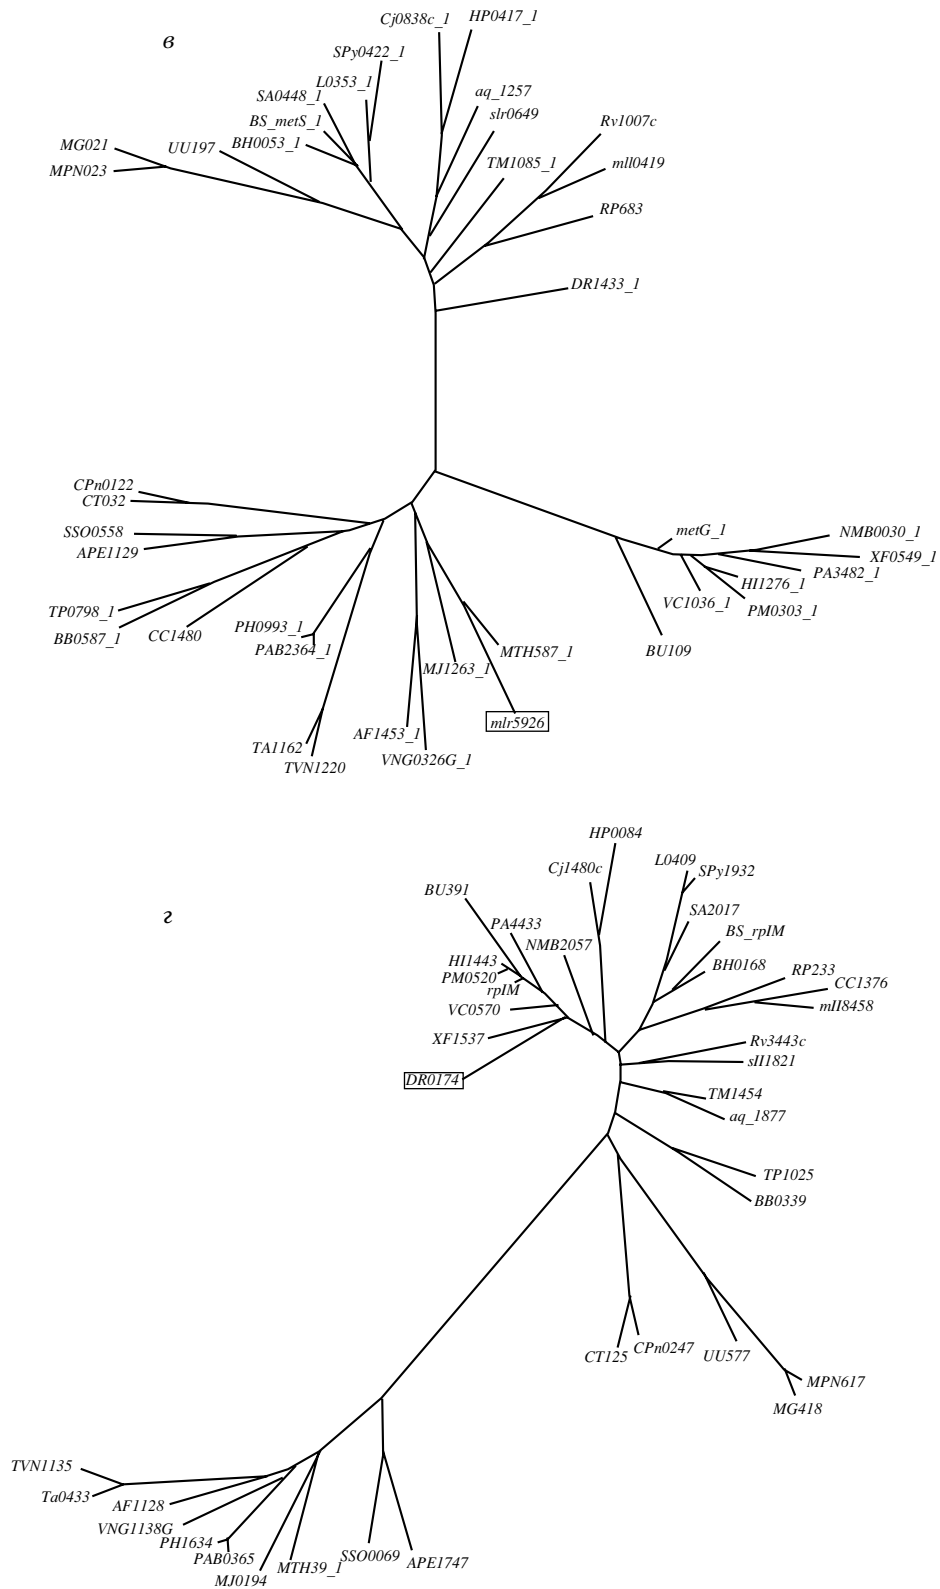 в
Cj0838c_1
HP0417_1
SPy0422_1
L0353_1
SA0448_1
aq_1257
slr0649
BS_metS_1
Rv1007c
BH0053_1
MG021
UU197
MPN023
TM1085_1
mll0419
RP683
DR1433_1
CPn0122
CT032
SSO0558
APE1129
metG_1
NMB0030_1
XF0549_1
PA3482_1
HI1276_1
VC1036_1
PM0303_1
TP0798_1
BB0587_1
CC1480
PH0993_1
PAB2364_1
MTH587_1
BU109
MJ1263_1
mlr5926
AF1453_1
TA1162
VNG0326G_1
TVN1220
г
HP0084
Cj1480c
L0409
SPy1932
BU391
SA2017
PA4433
BS_rpIM
NMB2057
HI1443
BH0168
PM0520
RP233
rpIM
CC1376
VC0570
mII8458
XF1537
Rv3443c
sII1821
DR0174
TM1454
aq_1877
TP1025
BB0339
CT125
CPn0247
UU577
MPN617
MG418
TVN1135
Ta0433
AF1128
VNG1138G
PH1634
PAB0365
MJ0194
MTH39_1
SSO0069
APE1747